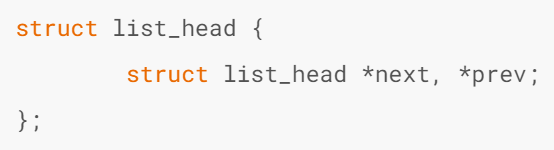 struct list_head {
        struct list_head *next, *prev;
};